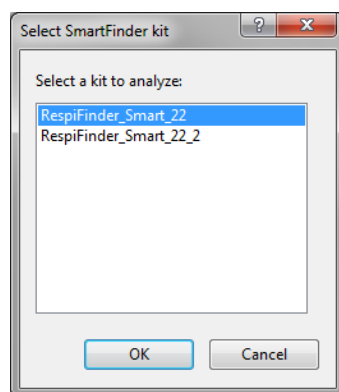 Select SmartFinder kit
?
X
Select a kit to analyze:
RespiFinder_Smart_22
RespiFinder_Smart_22_2
OK
Cancel